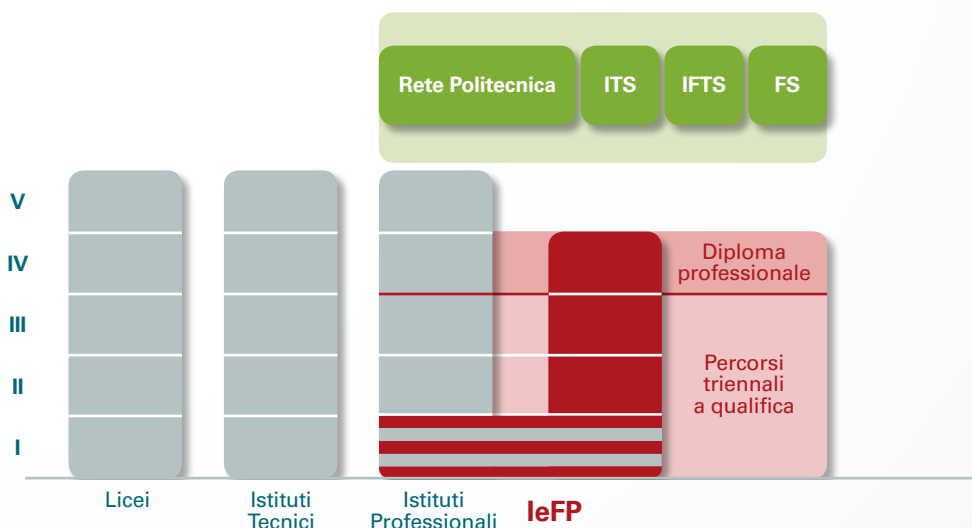 Rete Politecnica
ITS
IFTS
FS
V
IV
III
II
I
Diploma
professionale
Percorsi
triennali
a qualifica
Licei
Istituti
Tecnici
Istituti
Professionali
IeFP